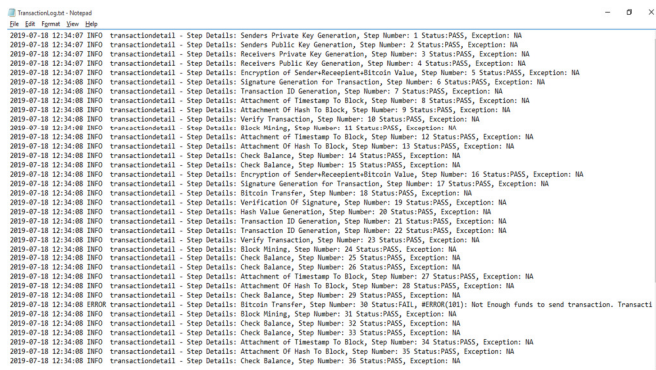 TransactionLog.txt - Notepad
File Edit Format View Help
2019-07-18 12:34:07 INFO transactiondetail - Step Details: Senders Private Key Generation, Step Number: 1 Status:PASS, Exception: NA
2019-07-18 12:34:07 INFO transactiondetail - Step Details: Senders Public Key Generation, Step Number: 2 Status:PASS, Exception: NA
2019-07-18 12:34:07 INFO transactiondetail - Step Details: Receivers Private Key Generation, Step Number: 3 Status:PASS, Exception: NA
2019-07-18 12:34:07 INFO transactiondetail - Step Details: Receivers Public Key Generation, Step Number: 4 Status:PASS, Exception: NA
2019-07-18 12:34:07 INFO transactiondetail - Step Details: Encryption of Sender+Receepient+Bitcoin Value, Step Number: 5 Status:PASS, Exception: NA
2019-07-18 12:34:08 INFO transactiondetail - Step Details: Signature Generation for Transaction, Step Number: 6 Status:PASS, Exception: NA
2019-07-18 12:34:08 INFO transactiondetail - Step Details: Transaction ID Generation, Step Number: 7 Status:PASS, Exception: NA
2019-07-18 12:34:08 INFO transactiondetail - Step Details: Attachment of Timestamp To Block, Step Number: 8 Status:PASS, Exception: NA
2019-07-18 12:34:08 INFO transactiondetail - Step Details: Attachment Of Hash To Block, Step Number: 9 Status:PASS, Exception: NA
2019-07-18 12:34:08 INFO transactiondetail - Step Details: Verify Transaction, Step Number: 10 Status:PASS, Exception: NA
2019-07-18 12:34:08 INFO transactiondetail - Step Details: Block Mining, Step Number: 11 Status:PASS, Exception: NA
2019-07-18 12:34:08 INFO transactiondetail - Step Details: Attachment of Timestamp To Block, Step Number: 12 Status:PASS, Exception: NA
2019-07-18 12:34:08 INFO transactiondetail - Step Details: Attachment Of Hash To Block, Step Number: 13 Status:PASS, Exception: NA
2019-07-18 12:34:08 INFO transactiondetail - Step Details: Check Balance, Step Number: 14 Status:PASS, Exception: NA
2019-07-18 12:34:08 INFO transactiondetail - Step Details: Check Balance, Step Number: 15 Status:PASS, Exception: NA
2019-07-18 12:34:08 INFO transactiondetail - Step Details: Encryption of Sender+Receepient+Bitcoin Value, Step Number: 16 Status:PASS, Exception: NA
2019-07-18 12:34:08 INFO transactiondetail - Step Details: Signature Generation for Transaction, Step Number: 17 Status:PASS, Exception: NA
2019-07-18 12:34:08 INFO transactiondetail - Step Details: Bitcoin Transfer, Step Number: 18 Status:PASS, Exception: NA
2019-07-18 12:34:08 INFO transactiondetail - Step Details: Verification Of Signature, Step Number: 19 Status:PASS, Exception: NA
2019-07-18 12:34:08 INFO transactiondetail - Step Details: Hash Value Generation, Step Number: 20 Status:PASS, Exception: NA
2019-07-18 12:34:08 INFO transactiondetail - Step Details: Transaction ID Generation, Step Number: 21 Status:PASS, Exception: NA
2019-07-18 12:34:08 INFO transactiondetail - Step Details: Transaction ID Generation, Step Number: 22 Status:PASS, Exception: NA
2019-07-18 12:34:08 INFO transactiondetail - Step Details: Verify Transaction, Step Number: 23 Status:PASS, Exception: NA
2019-07-18 12:34:08 INFO transactiondetail - Step Details: Block Mining, Step Number: 24 Status:PASS, Exception: NA
2019-07-18 12:34:08 INFO transactiondetail - Step Details: Check Balance, Step Number: 25 Status:PASS, Exception: NA
2019-07-18 12:34:08 INFO transactiondetail - Step Details: Check Balance, Step Number: 26 Status:PASS, Exception: NA
2019-07-18 12:34:08 INFO transactiondetail - Step Details: Attachment of Timestamp To Block, Step Number: 27 Status:PASS, Exception: NA
2019-07-18 12:34:08 INFO transactiondetail - Step Details: Attachment Of Hash To Block, Step Number: 28 Status:PASS, Exception: NA
2019-07-18 12:34:08 INFO transactiondetail - Step Details: Check Balance, Step Number: 29 Status:PASS, Exception: NA
2019-07-18 12:34:08 ERROR transactiondetail - Step Details: Bitcoin Transfer, Step Number: 30 Status:FAIL, #ERROR(101): Not Enough funds to send transaction. Transacti
2019-07-18 12:34:08 INFO transactiondetail - Step Details: Block Mining, Step Number: 31 Status:PASS, Exception: NA
2019-07-18 12:34:08 INFO transactiondetail - Step Details: Check Balance, Step Number: 32 Status:PASS, Exception: NA
2019-07-18 12:34:08 INFO transactiondetail - Step Details: Check Balance, Step Number: 33 Status:PASS, Exception: NA
2019-07-18 12:34:08 INFO transactiondetail - Step Details: Attachment of Timestamp To Block, Step Number: 34 Status:PASS, Exception: NA
2019-07-18 12:34:08 INFO transactiondetail - Step Details: Attachment Of Hash To Block, Step Number: 35 Status:PASS, Exception: NA
2019-07-18 12:34:08 INFO transactiondetail - Step Details: Check Balance, Step Number: 36 Status:PASS, Exception: NA